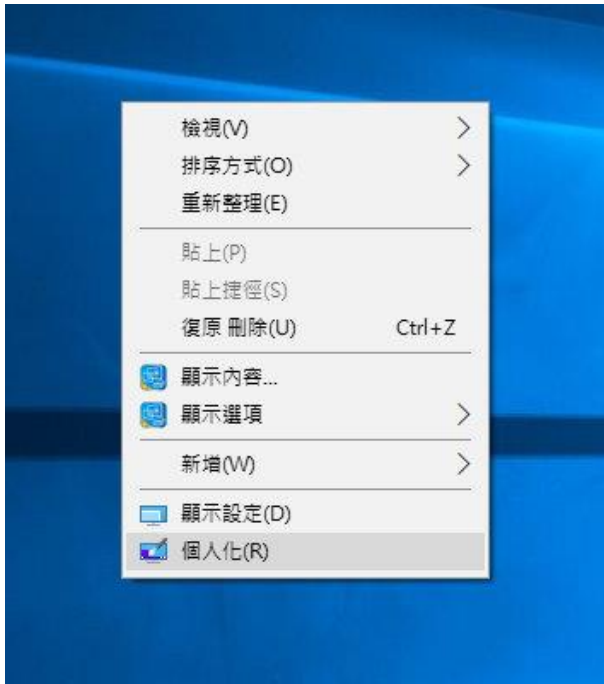 檢視(V)
排序方式(O)
重新整理(E)
貼上(P)
貼上捷徑(S)
復原 刪除(U) Ctrl+Z
顯示內容...
顯示選項
新增(W)
顯示設定(D)
個人化(R)